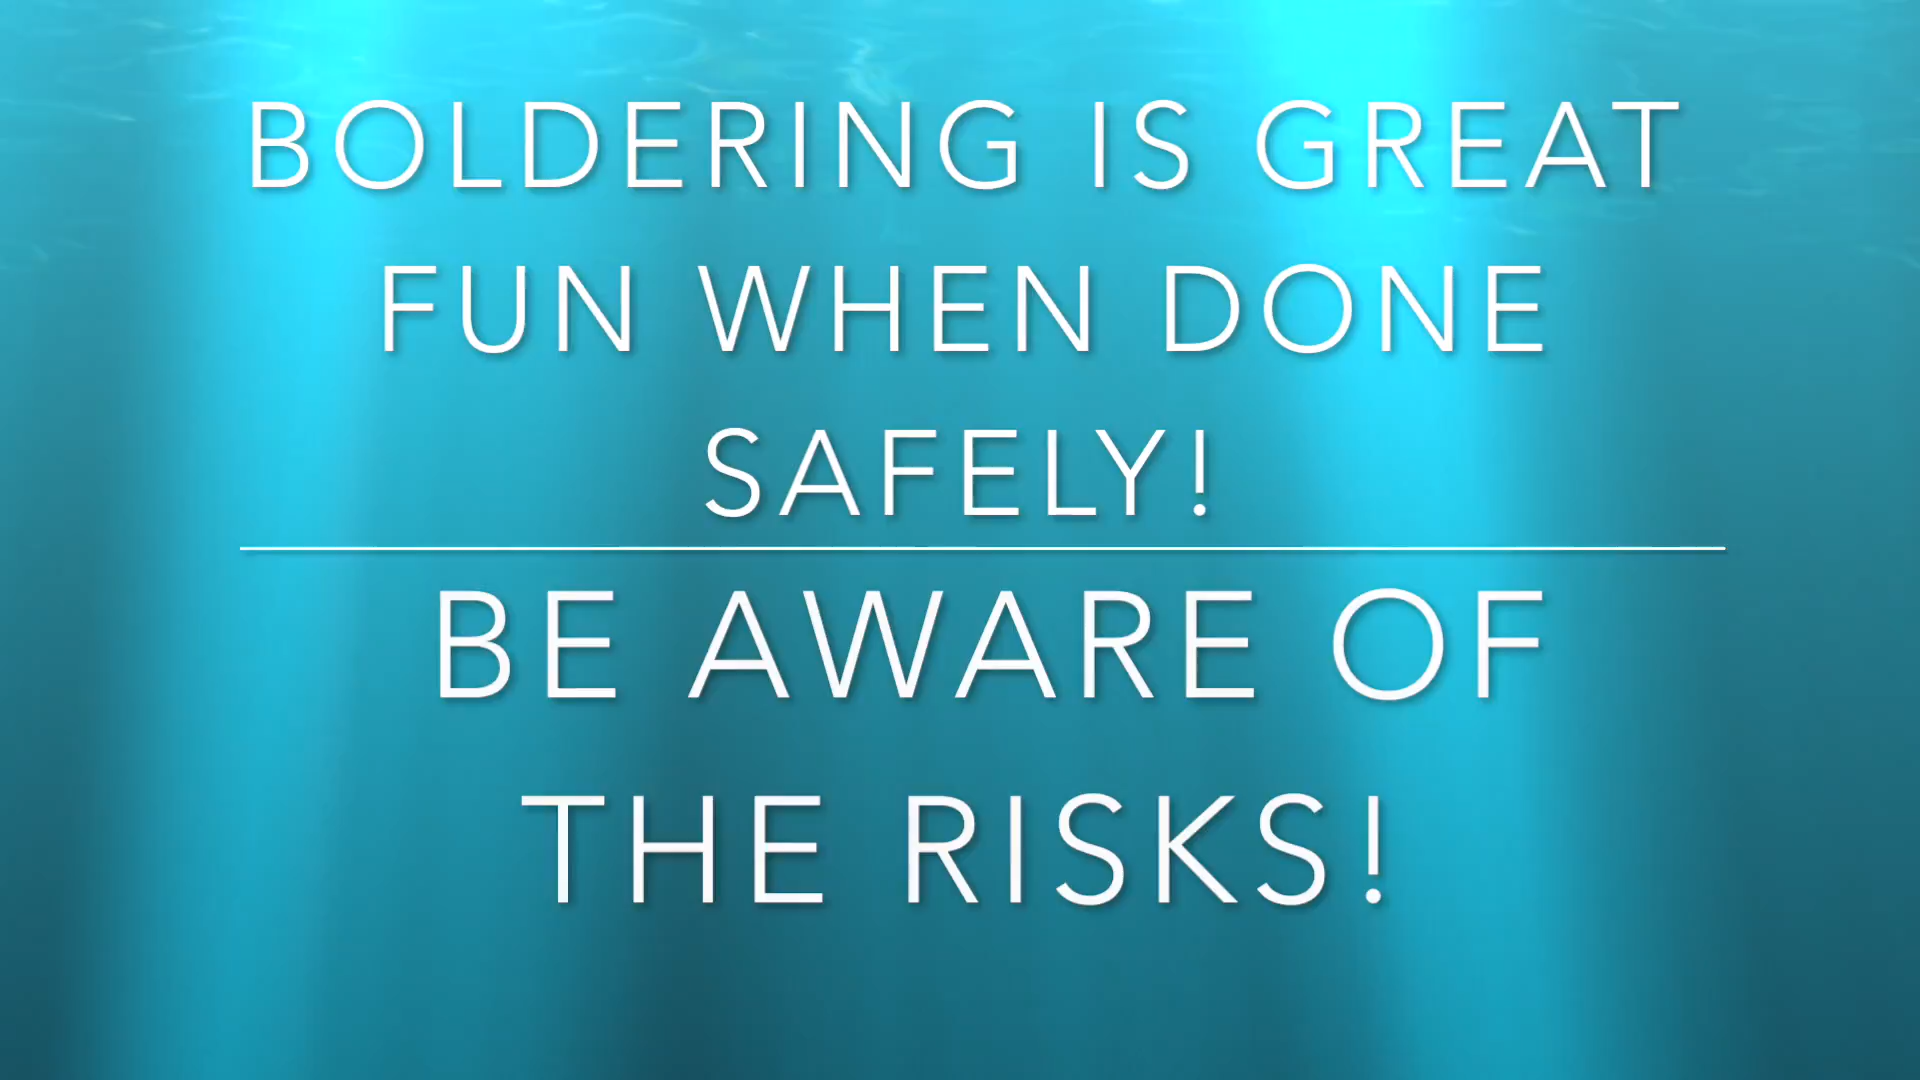 BOLDERING IS GREAT
FUN WHEN DONE
SAFELY!
BE AWARE OF
THE RISKS!